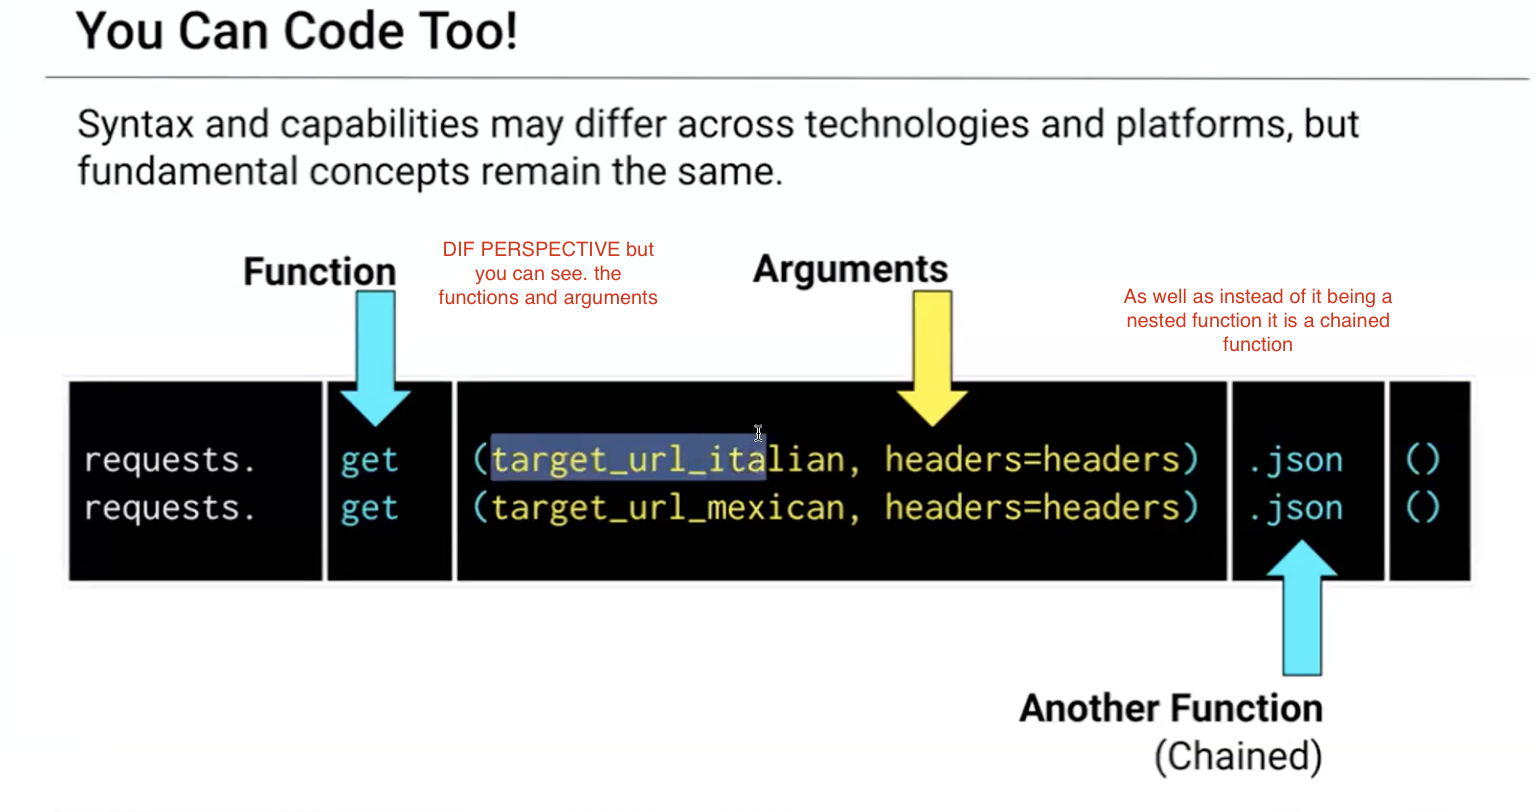 You Can Code Too!
Syntax and capabilities may differ across technologies and platforms, but
fundamental concepts remain the same.
Function
DIF PERSPECTIVE but
you can see. the
functions and arguments
Arguments
As well as instead of it being a
nested function it is a chained
function
requests. get (target_url_italian, headers=headers) .json ()
requests. get (target_url_mexican, headers=headers) .json ()
Another Function
(Chained)